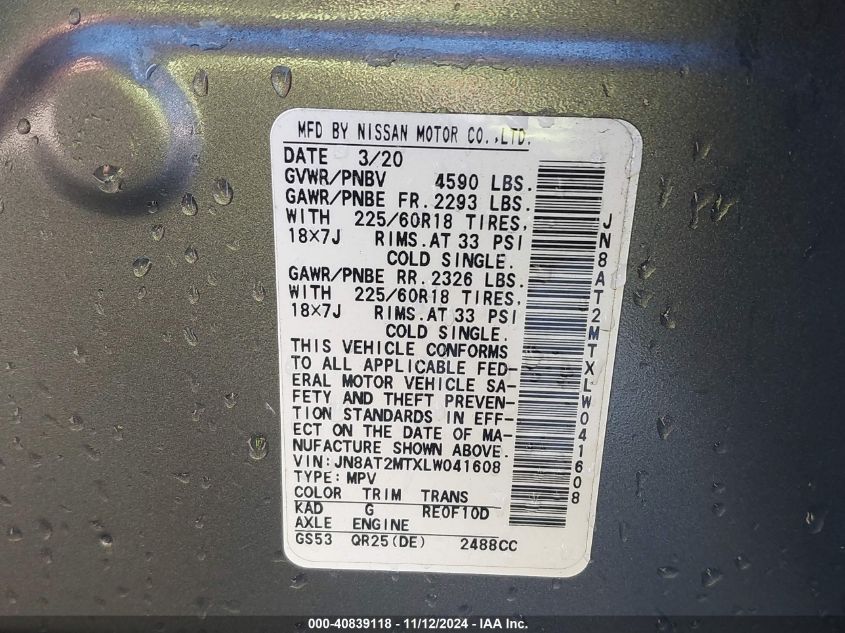 MFD BY NISSAN MOTOR CO.,LTD.
DATE 3/20
GVWR/PNBV 4590 LBS.
GAWR/PNBE FR. 2293 LBS.
WITH 225/60R18 TIRES,
18×7J RIMS. AT 33 PSI
COLD SINGLE.
GAWR/PNBE RR. 2326 LBS.
WITH 225/60R18 TIRES,
18×7J RIMS. AT 33 PSI
COLD SINGLE.
THIS VEHICLE CONFORMS
TO ALL APPLICABLE FED-
ERAL MOTOR VEHICLE SA-
FETY AND THEFT PREVEN-
TION STANDARDS IN EFF-
ECT ON THE DATE OF MA-
NUFACTURE SHOWN ABOVE.
VIN: JN8AT2MTXLW041608
TYPE: MPV
COLOR TRIM TRANS
KAD G RE0F10D
AXLE ENGINE
GS53 QR25(DE) 2488CC
JN8AT2MTXLW041608
000-40839118 - 11/12/2024 - IAA Inc.